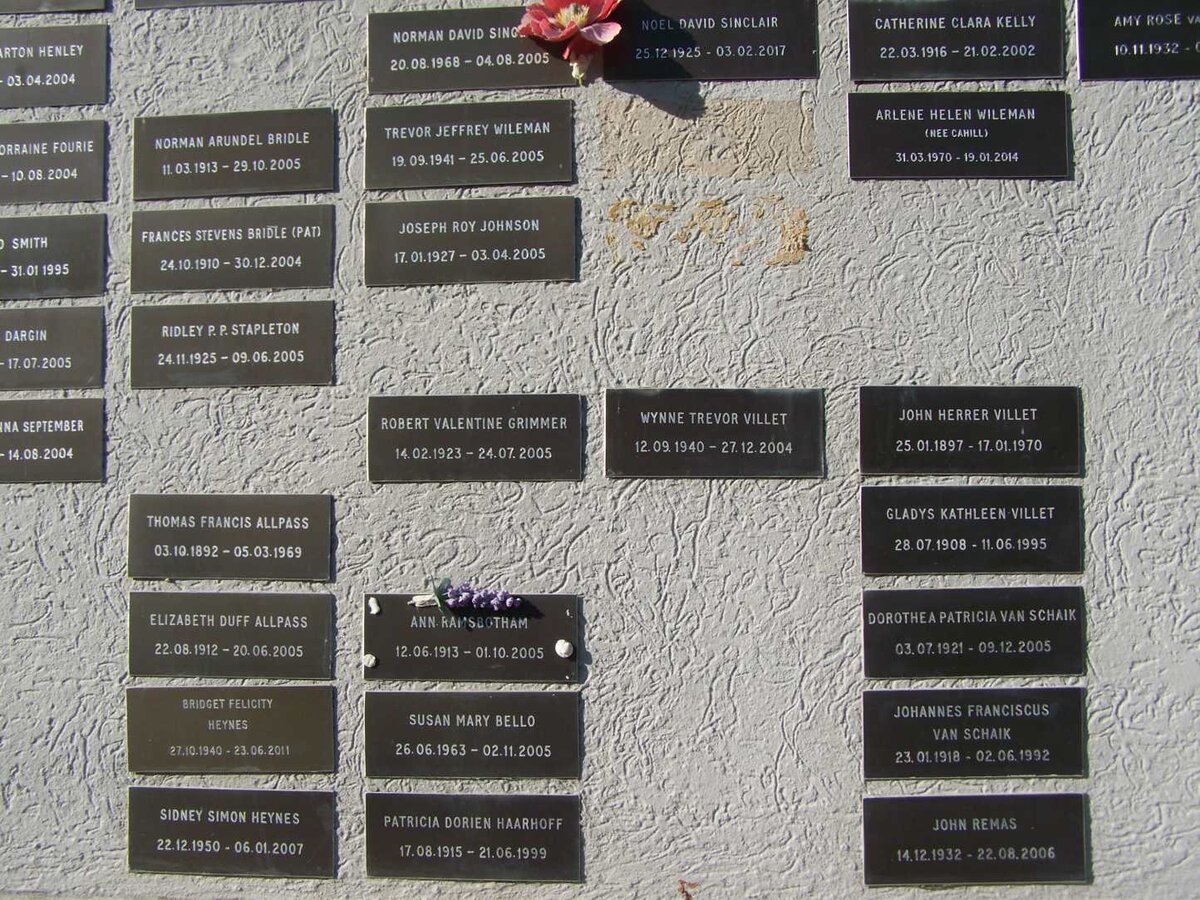 ARTON HENLEY
- 03.04.2004
ORRAINE FOURIE
- 10.08.2004
SMITH
- 31.01.1995
DARGIN
- 17.07.2005
NNA SEPTEMBER
- 14.08.2004
NORMAN ARUNDEL BRIDLE
11.03.1913 - 29.10.2005
FRANCES STEVENS BRIDLE (PAT)
24.10.1910 - 30.12.2004
RIDLEY P.P. STAPLETON
24.11.1925 - 09.06.2005
THOMAS FRANCIS ALLPASS
03.10.1892 - 05.03.1969
ELIZABETH DUFF ALLPASS
22.08.1912 - 20.06.2005
BRIDGET FELICITY
HEYNES
27.10.1940 - 23.06.2011
SIDNEY SIMON HEYNES
22.12.1950 - 06.01.2007
NORMAN DAVID SINC
20.08.1968 - 04.08.2005
TREVOR JEFFREY WILEMAN
19.09.1941 - 25.06.2005
JOSEPH ROY JOHNSON
17.01.1927 - 03.04.2005
ROBERT VALENTINE GRIMMER
14.02.1923 - 24.07.2005
ANN RAMSBOTHAM
12.06.1913 - 01.10.2005
SUSAN MARY BELLO
26.06.1963 - 02.11.2005
PATRICIA DORIEN HAARHOFF
17.08.1915 - 21.06.1999
NOEL DAVID SINCLAIR
25.12.1925 - 03.02.2017
WYNNE TREVOR VILLET
12.09.1940 - 27.12.2004
CATHERINE CLARA KELLY
22.03.1916 - 21.02.2002
ARLENE HELEN WILEMAN
(NEE CAHILL)
31.03.1970 - 19.01.2014
JOHN HERRER VILLET
25.01.1897 - 17.01.1970
GLADYS KATHLEEN VILLET
28.07.1908 - 11.06.1995
DOROTHEA PATRICIA VAN SCHAIK
03.07.1921 - 09.12.2005
JOHANNES FRANCISCUS
VAN SCHAIK
23.01.1918 - 02.06.1992
JOHN REMAS
14.12.1932 - 22.08.2006
AMY ROSE VA
10.11.1932 -